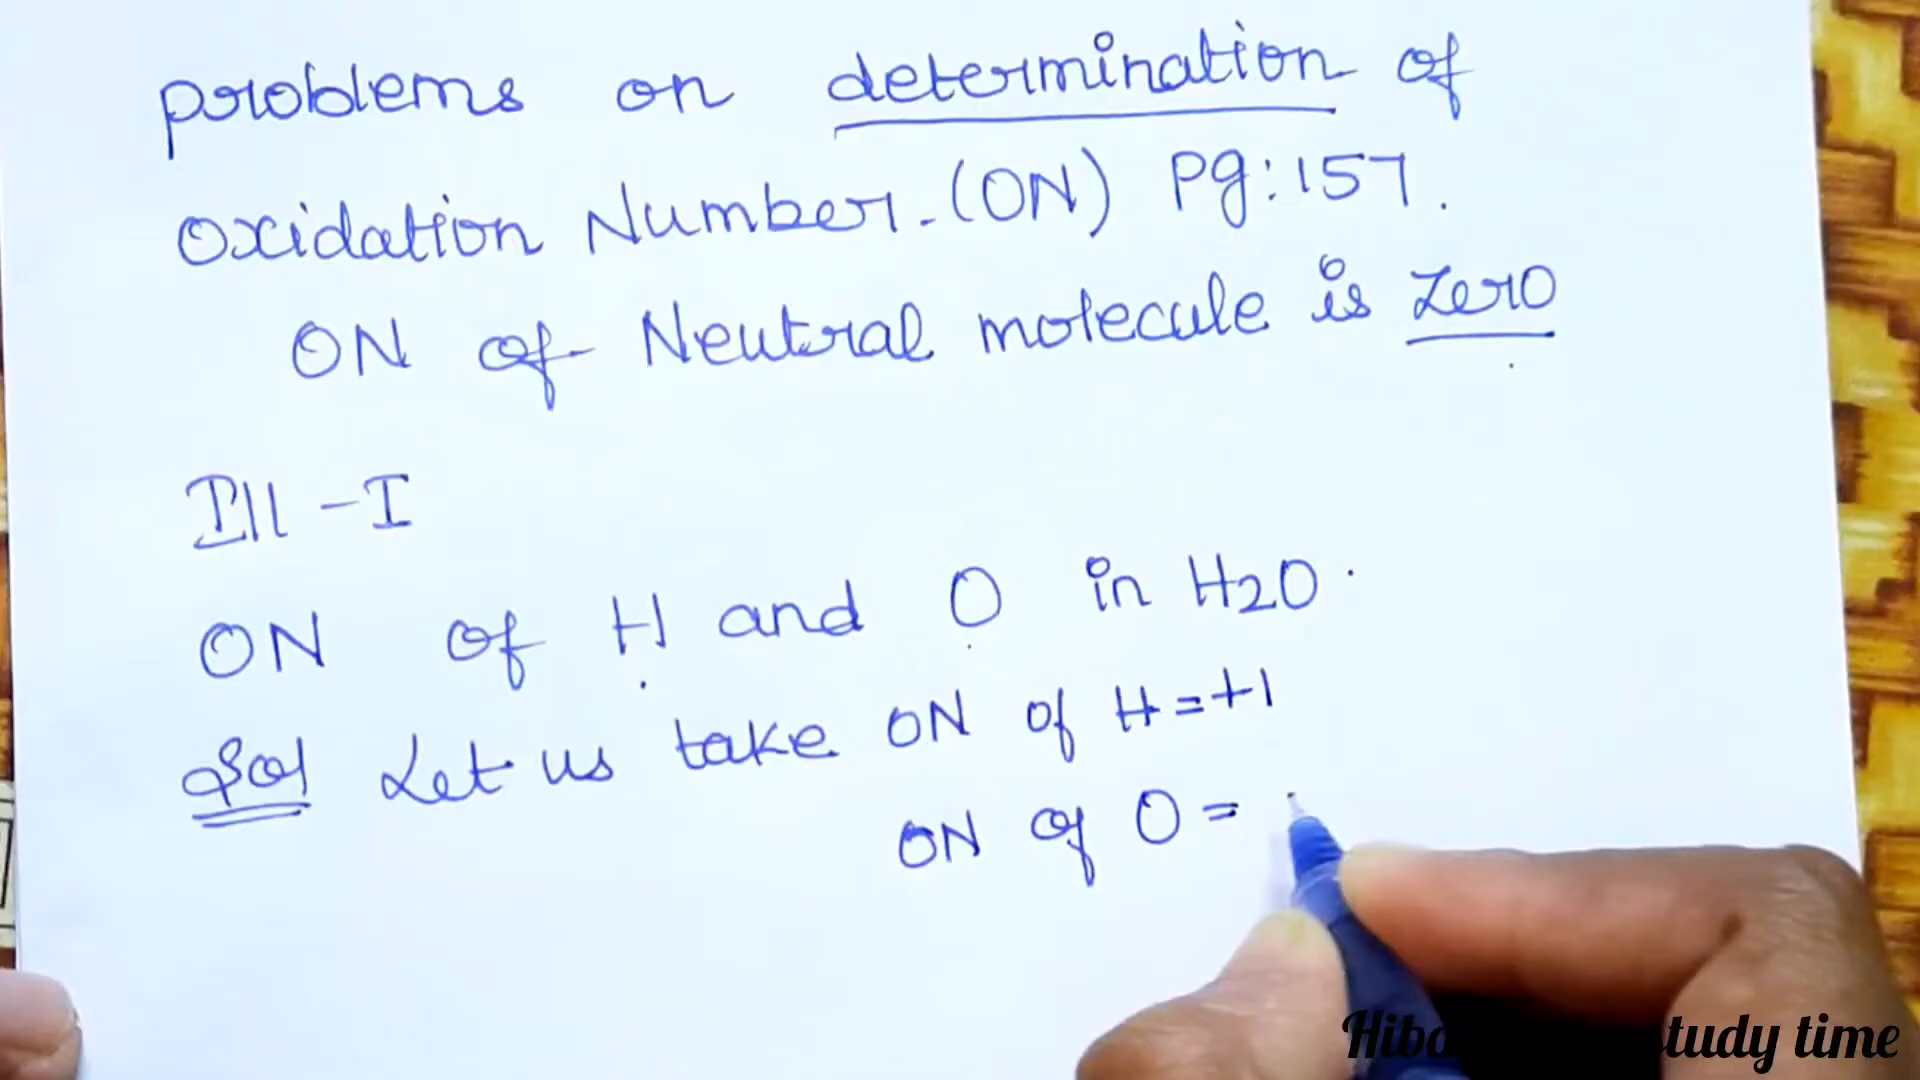 problems on determination of
Oxidation Number. (ON) Pg: 157.
ON of Neutral molecule is Zero
Ill - I
ON of H and O in H2O.
Sol Let us take ON of H = +1
ON of O =
study time